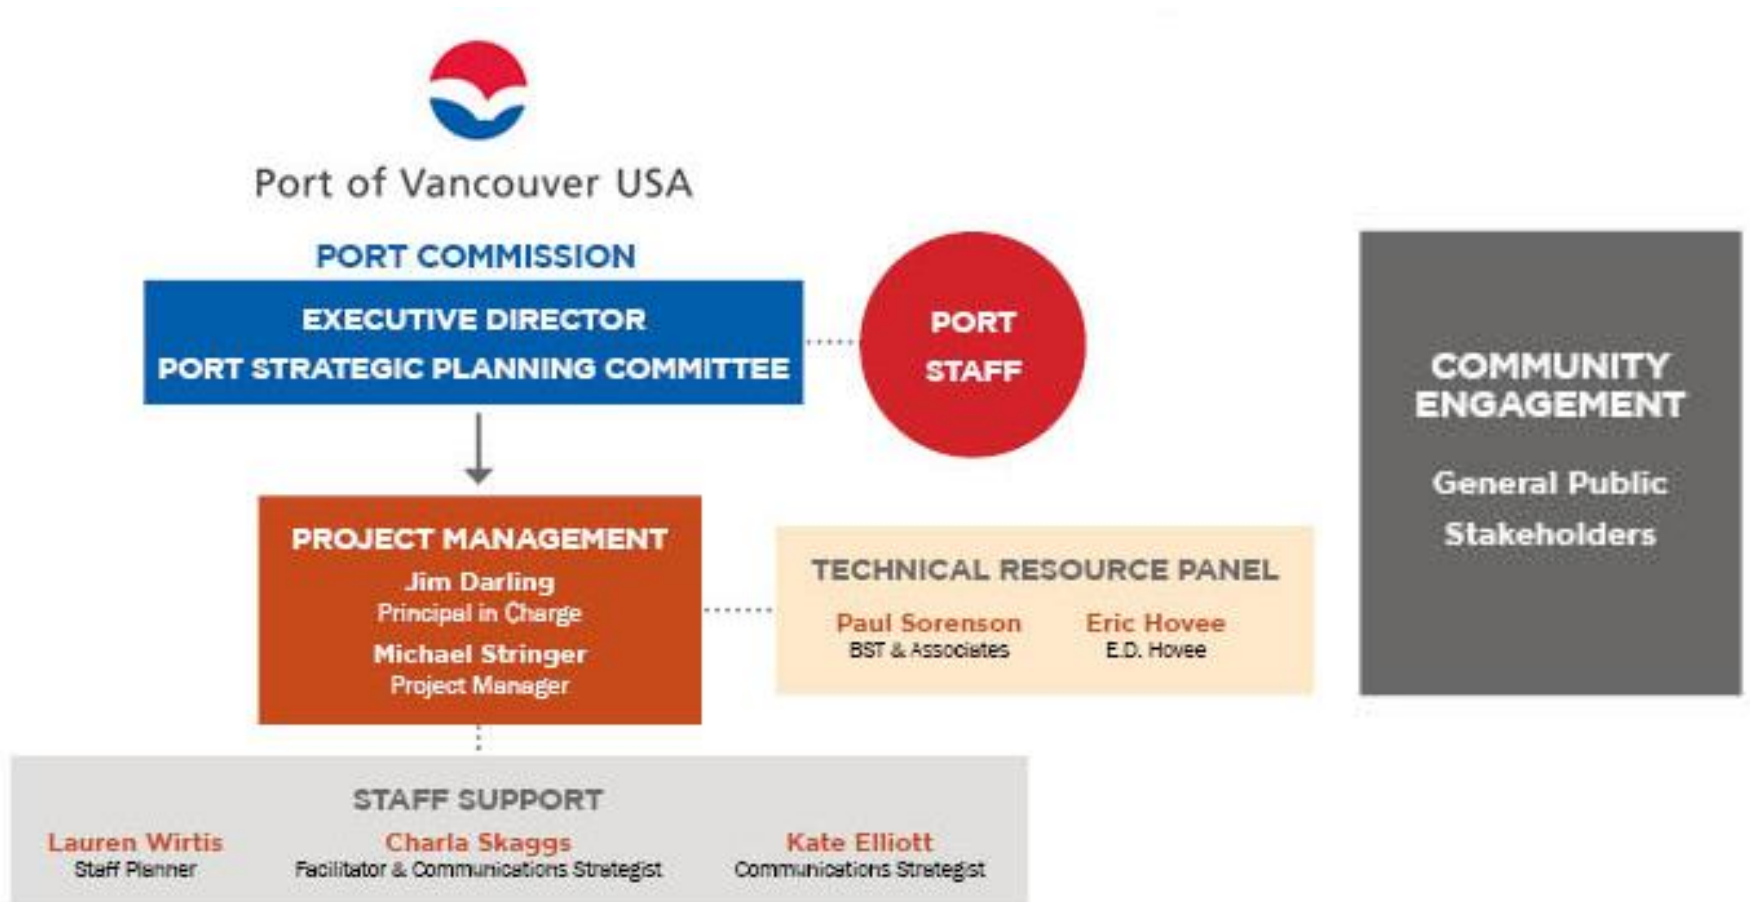 Port of Vancouver USA
PORT COMMISSION
EXECUTIVE DIRECTOR
PORT STRATEGIC PLANNING COMMITTEE
PORT
STAFF
COMMUNITY
ENGAGEMENT
General Public
Stakeholders
PROJECT MANAGEMENT
Jim Darling
Principal in Charge
Michael Stringer
Project Manager
TECHNICAL RESOURCE PANEL
Paul Sorenson
BST & Associates
Eric Hovee
E.D. Hovee
STAFF SUPPORT
Lauren Wirtis
Staff Planner
Charla Skaggs
Facilitator & Communications Strategist
Kate Elliott
Communications Strategist